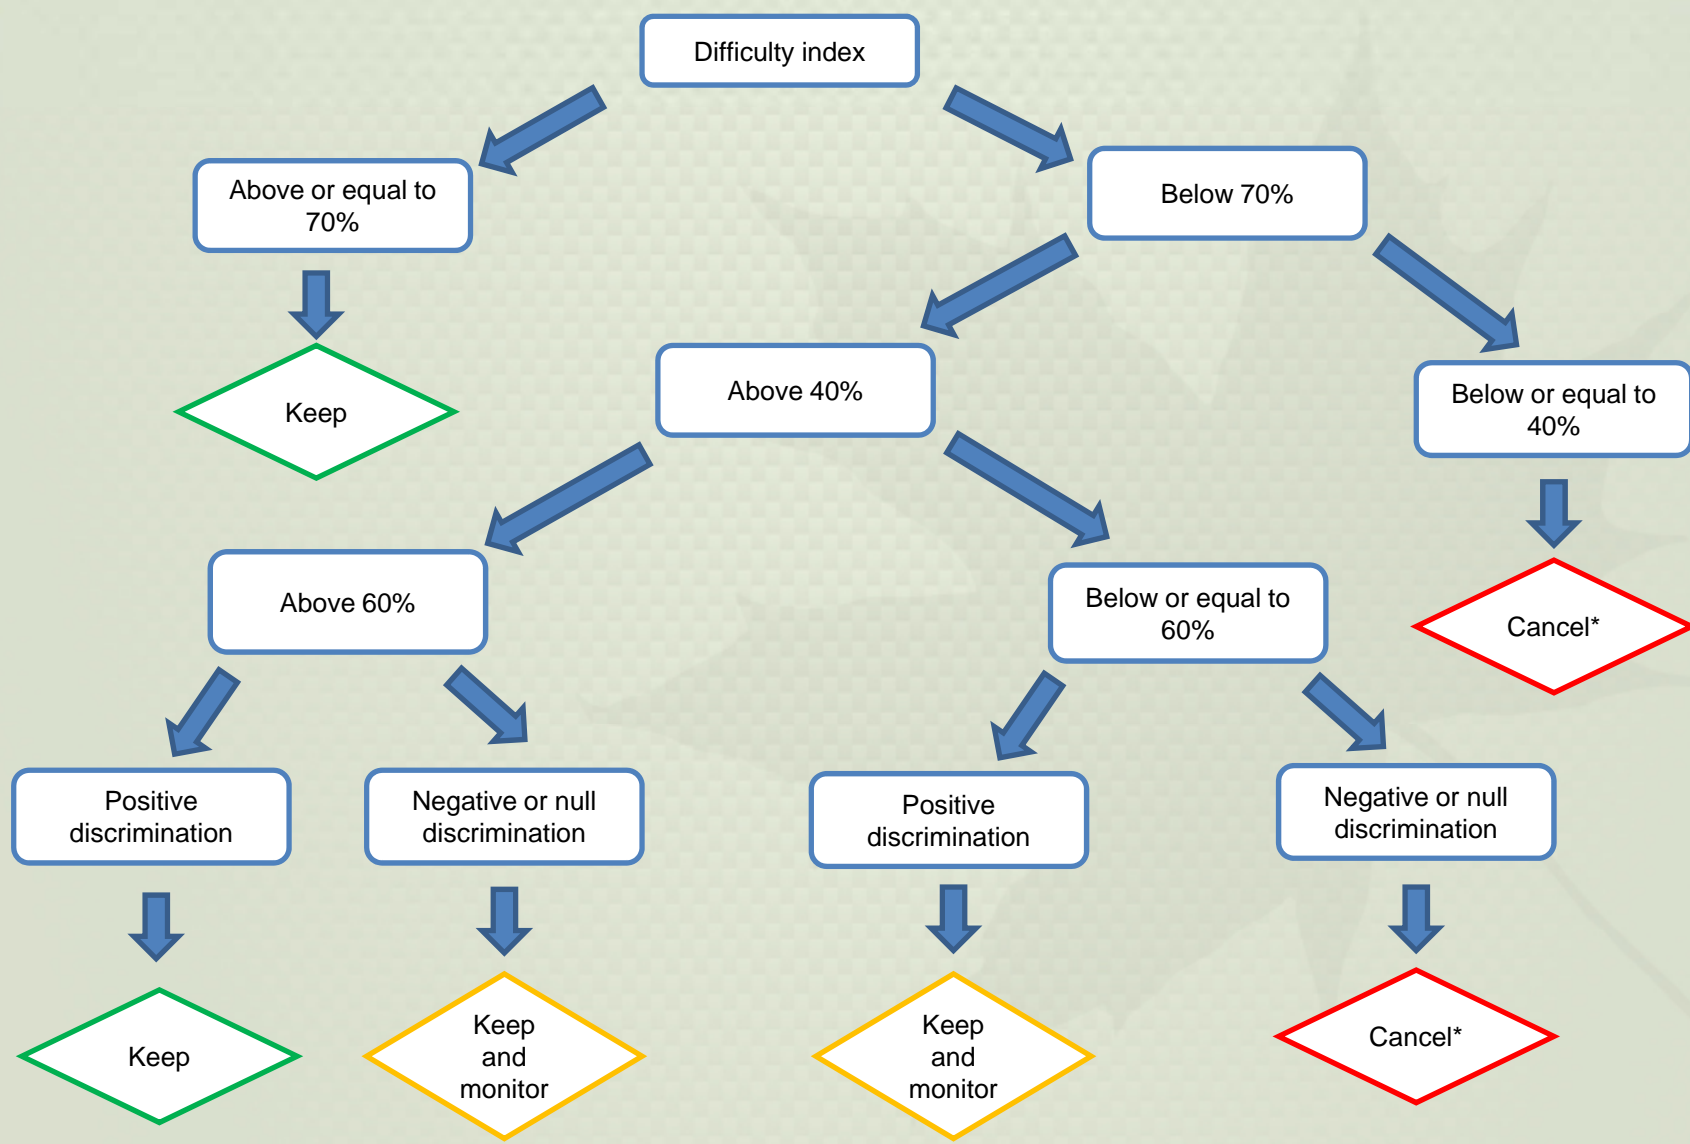 Difficulty index
Above or equal to
70%
Below 70%
Keep
Above 40%
Below or equal to
40%
Above 60%
Below or equal to
60%
Cancel*
Positive
discrimination
Negative or null
discrimination
Positive
discrimination
Negative or null
discrimination
Keep
Keep
and
monitor
Keep
and
monitor
Cancel*